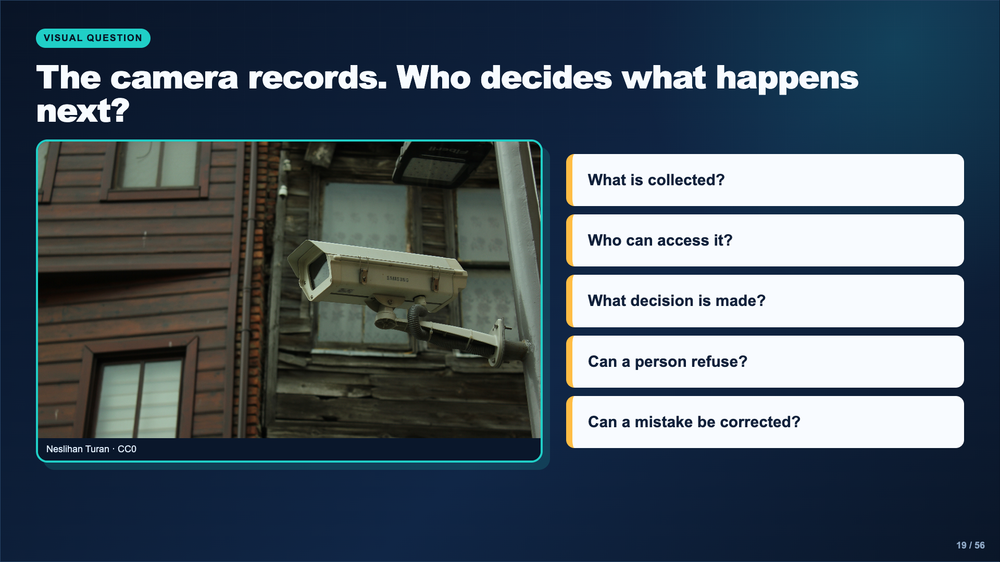 VISUAL QUESTION
The camera records. Who decides what happens
next?
Fiberli
SAMSUNG
Neslihan Turan · CC0
What is collected?
Who can access it?
What decision is made?
Can a person refuse?
Can a mistake be corrected?
19 / 56